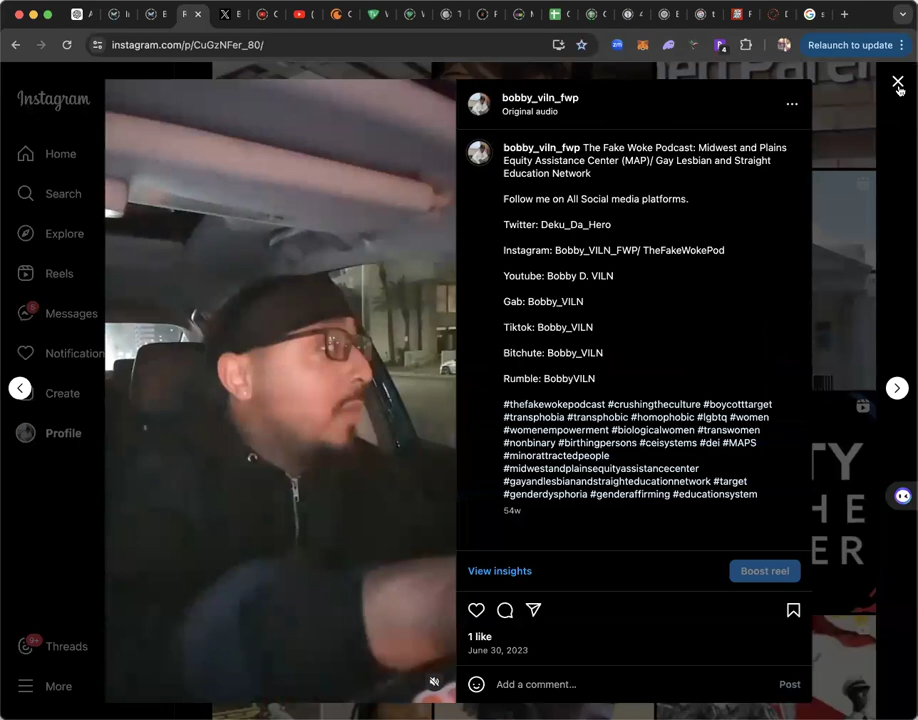 instagram.com/p/CuGzNFer_80/
Relaunch to update
Instagram
Home
Search
Explore
Reels
Messages
Notification
Create
Profile
9+
Threads
More
bobby_viln_fwp
Original audio
bobby_viln_fwp The Fake Woke Podcast: Midwest and Plains
Equity Assistance Center (MAP)/ Gay Lesbian and Straight
Education Network
Follow me on All Social media platforms.
Twitter: Deku_Da_Hero
Instagram: Bobby_VILN_FWP/ TheFakeWokePod
Youtube: Bobby D. VILN
Gab: Bobby_VILN
Tiktok: Bobby_VILN
Bitchute: Bobby_VILN
Rumble: BobbyVILN
#thefakewokepodcast #crushingtheculture #boycotttarget
#transphobia #transphobic #homophobic #lgbtq #women
#womenempowerment #biologicalwomen #transwomen
#nonbinary #birthingpersons #ceisystems #dei #MAPS
#minorattractedpeople
#midwestandplainsequityassistancecenter
#gayandlesbianandstraighteducationnetwork #target
#genderdysphoria #genderaffirming #educationsystem
54w
View insights
Boost reel
1 like
June 30, 2023
Add a comment...
Post
TY
HE
ER